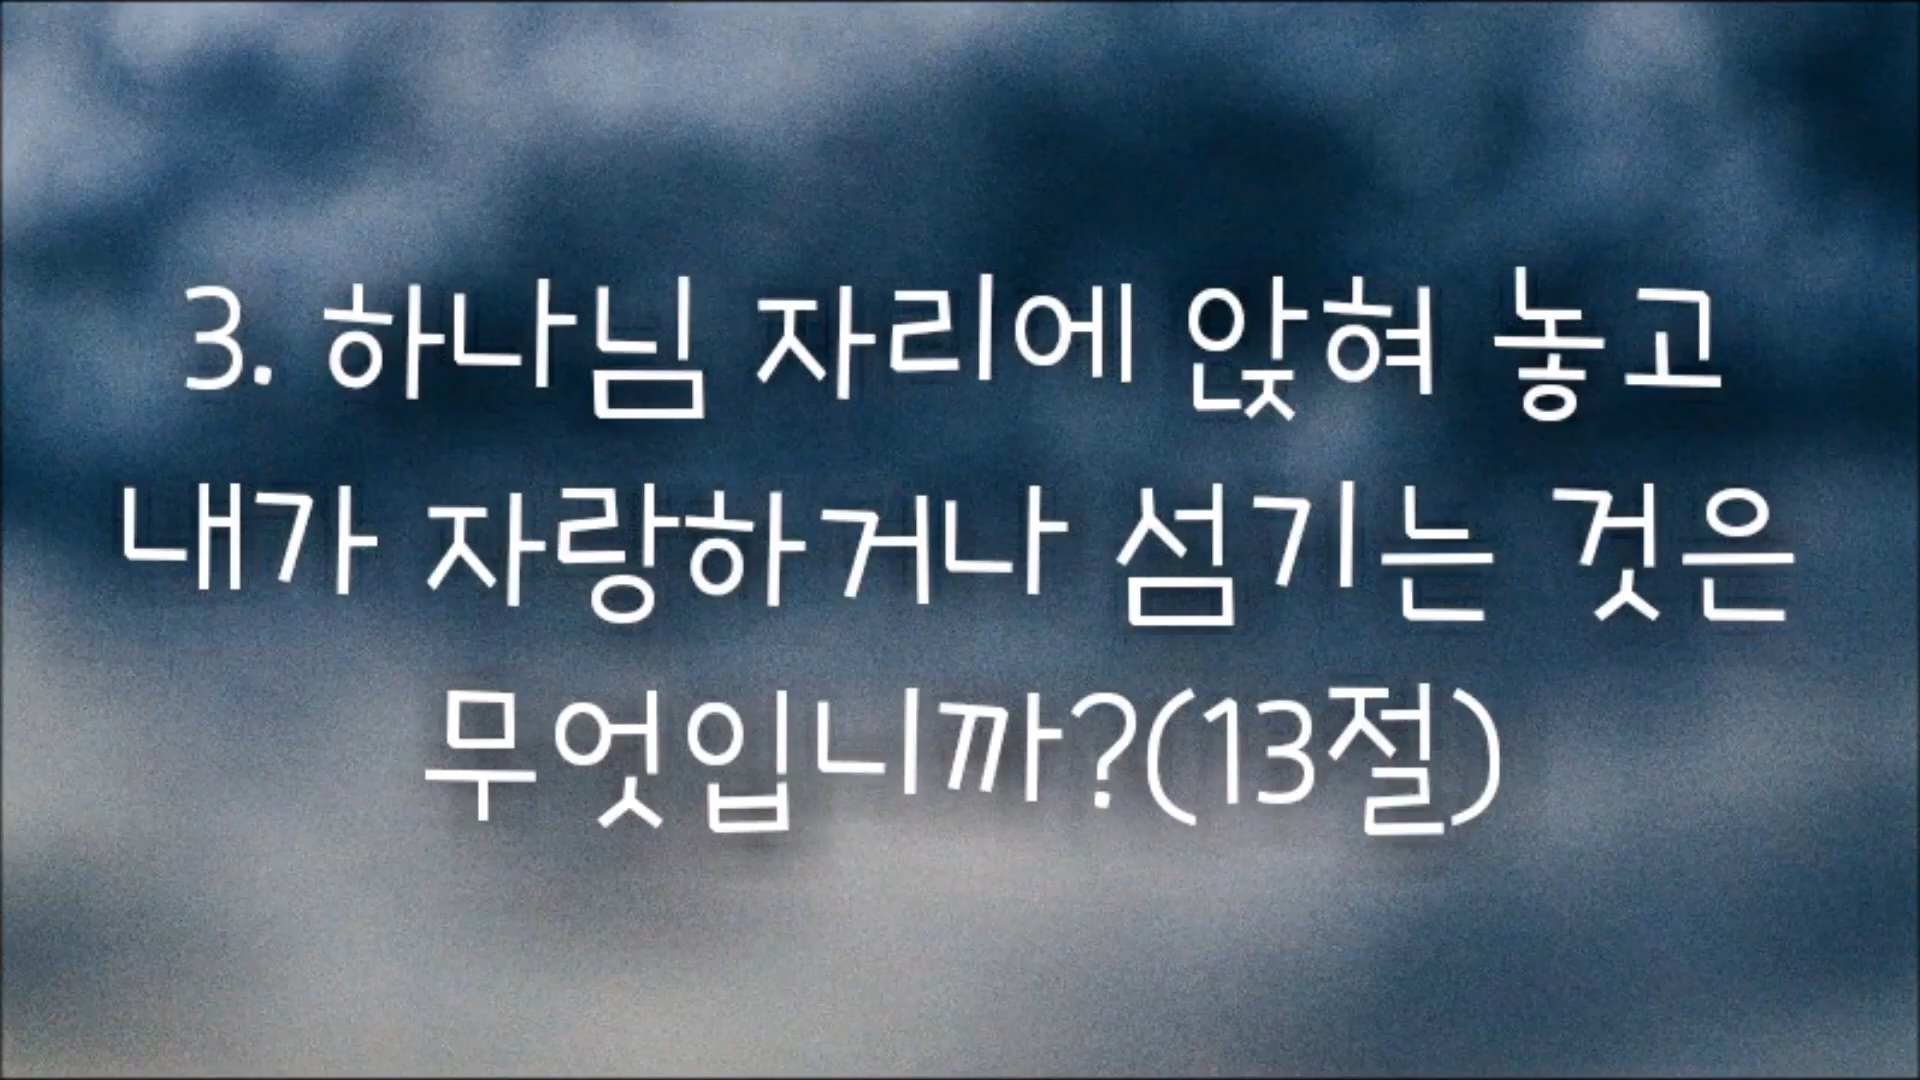 3. 하나님 자리에 앉혀 놓고
내가 자랑하거나 섬기는 것은
무엇입니까?(13절)